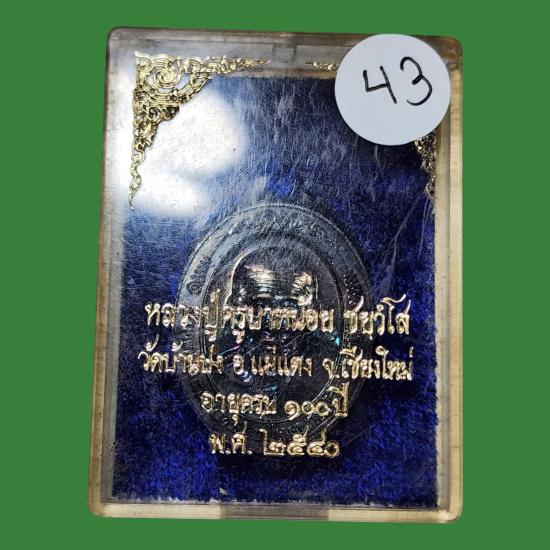 43
หลวงปู่ครูบาหน้อย ชยวํโส
วัดบ้านปง อ.แม่แตง จ.เชียงใหม่
อายุครบ ๑๐๐ ปี
พ.ศ. ๒๕๔๐